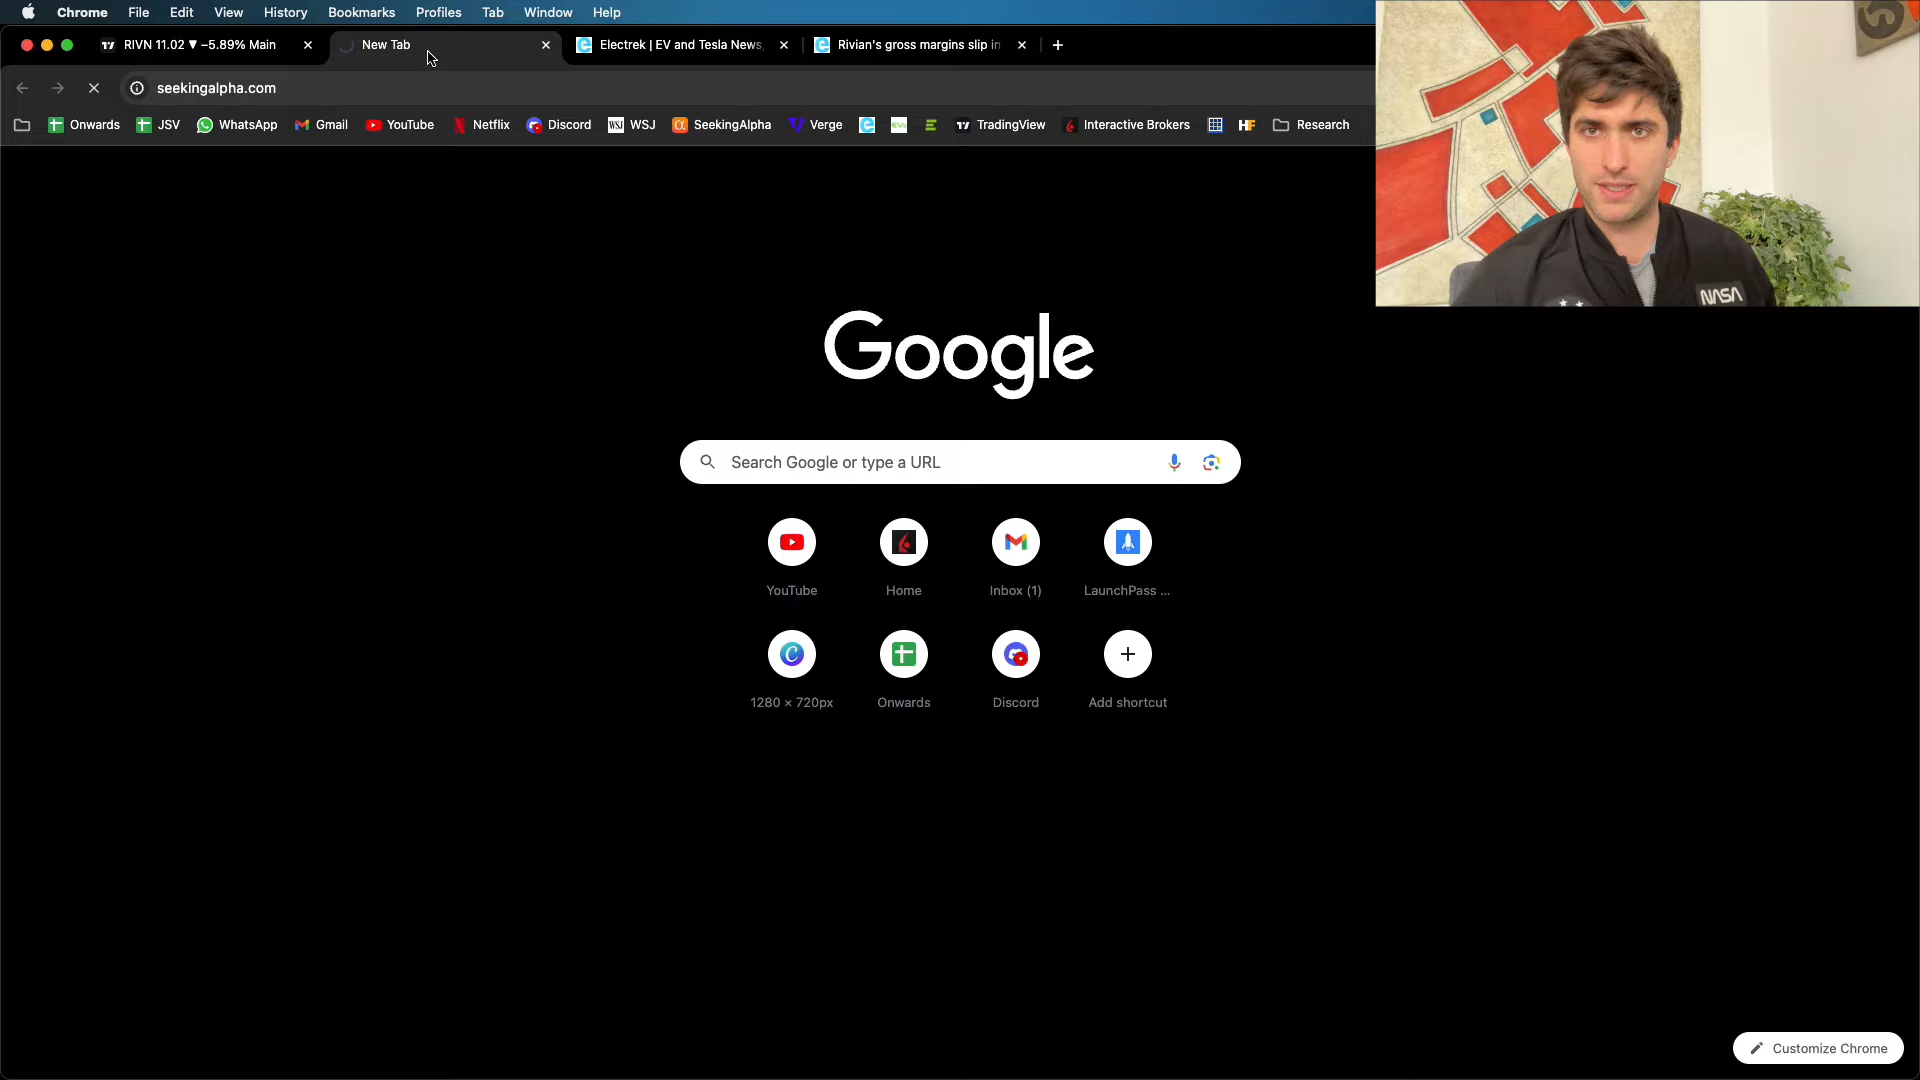 Chrome File Edit View History Bookmarks Profiles Tab Window Help
RIVN 11.02 ▼ −5.89% Main
New Tab
Electrek | EV and Tesla News,
Rivian's gross margins slip in
seekingalpha.com
Onwards JSV WhatsApp Gmail YouTube Netflix Discord WSJ WSJ SeekingAlpha Verge EVs TradingView Interactive Brokers HF Research
NASA
Google
Search Google or type a URL
YouTube Home Inbox (1) LaunchPass ...
1280 × 720px Onwards Discord Add shortcut
Customize Chrome